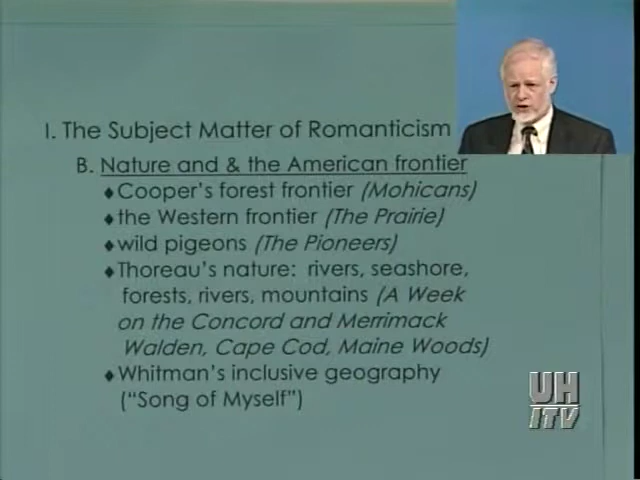 I. The Subject Matter of Romanticism
B. Nature and & the American frontier
♦Cooper's forest frontier (Mohicans)
♦the Western frontier (The Prairie)
♦wild pigeons (The Pioneers)
♦Thoreau's nature: rivers, seashore,
forests, rivers, mountains (A Week
on the Concord and Merrimack
Walden, Cape Cod, Maine Woods)
♦Whitman's inclusive geography
("Song of Myself")
UH
ITV